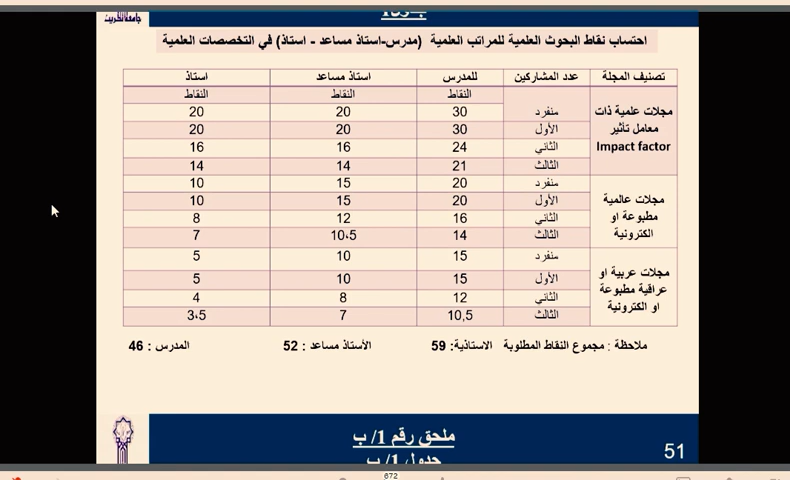 جامعة تكريت
احتساب نقاط البحوث العلمية للمراتب العلمية (مدرس-استاذ مساعد - استاذ) في التخصصات العلمية
تصنيف المجلة عدد المشاركين للمدرس استاذ مساعد استاذ
النقاط النقاط النقاط
مجلات علمية ذات معامل تأثير Impact factor
منفرد 30 20 20
الأول 30 20 20
الثاني 24 16 16
الثالث 21 14 14
مجلات عالمية مطبوعة او الكترونية
منفرد 20 15 10
الأول 20 15 10
الثاني 16 12 8
الثالث 14 10،5 7
مجلات عربية او عراقية مطبوعة او الكترونية
منفرد 15 10 5
الأول 15 10 5
الثاني 12 8 4
الثالث 10,5 7 3،5
ملاحظة : مجموع النقاط المطلوبة الاستاذية: 59 الأستاذ مساعد : 52 المدرس : 46
ملحق رقم 1/ ب
جدول 1/ ب
51
672